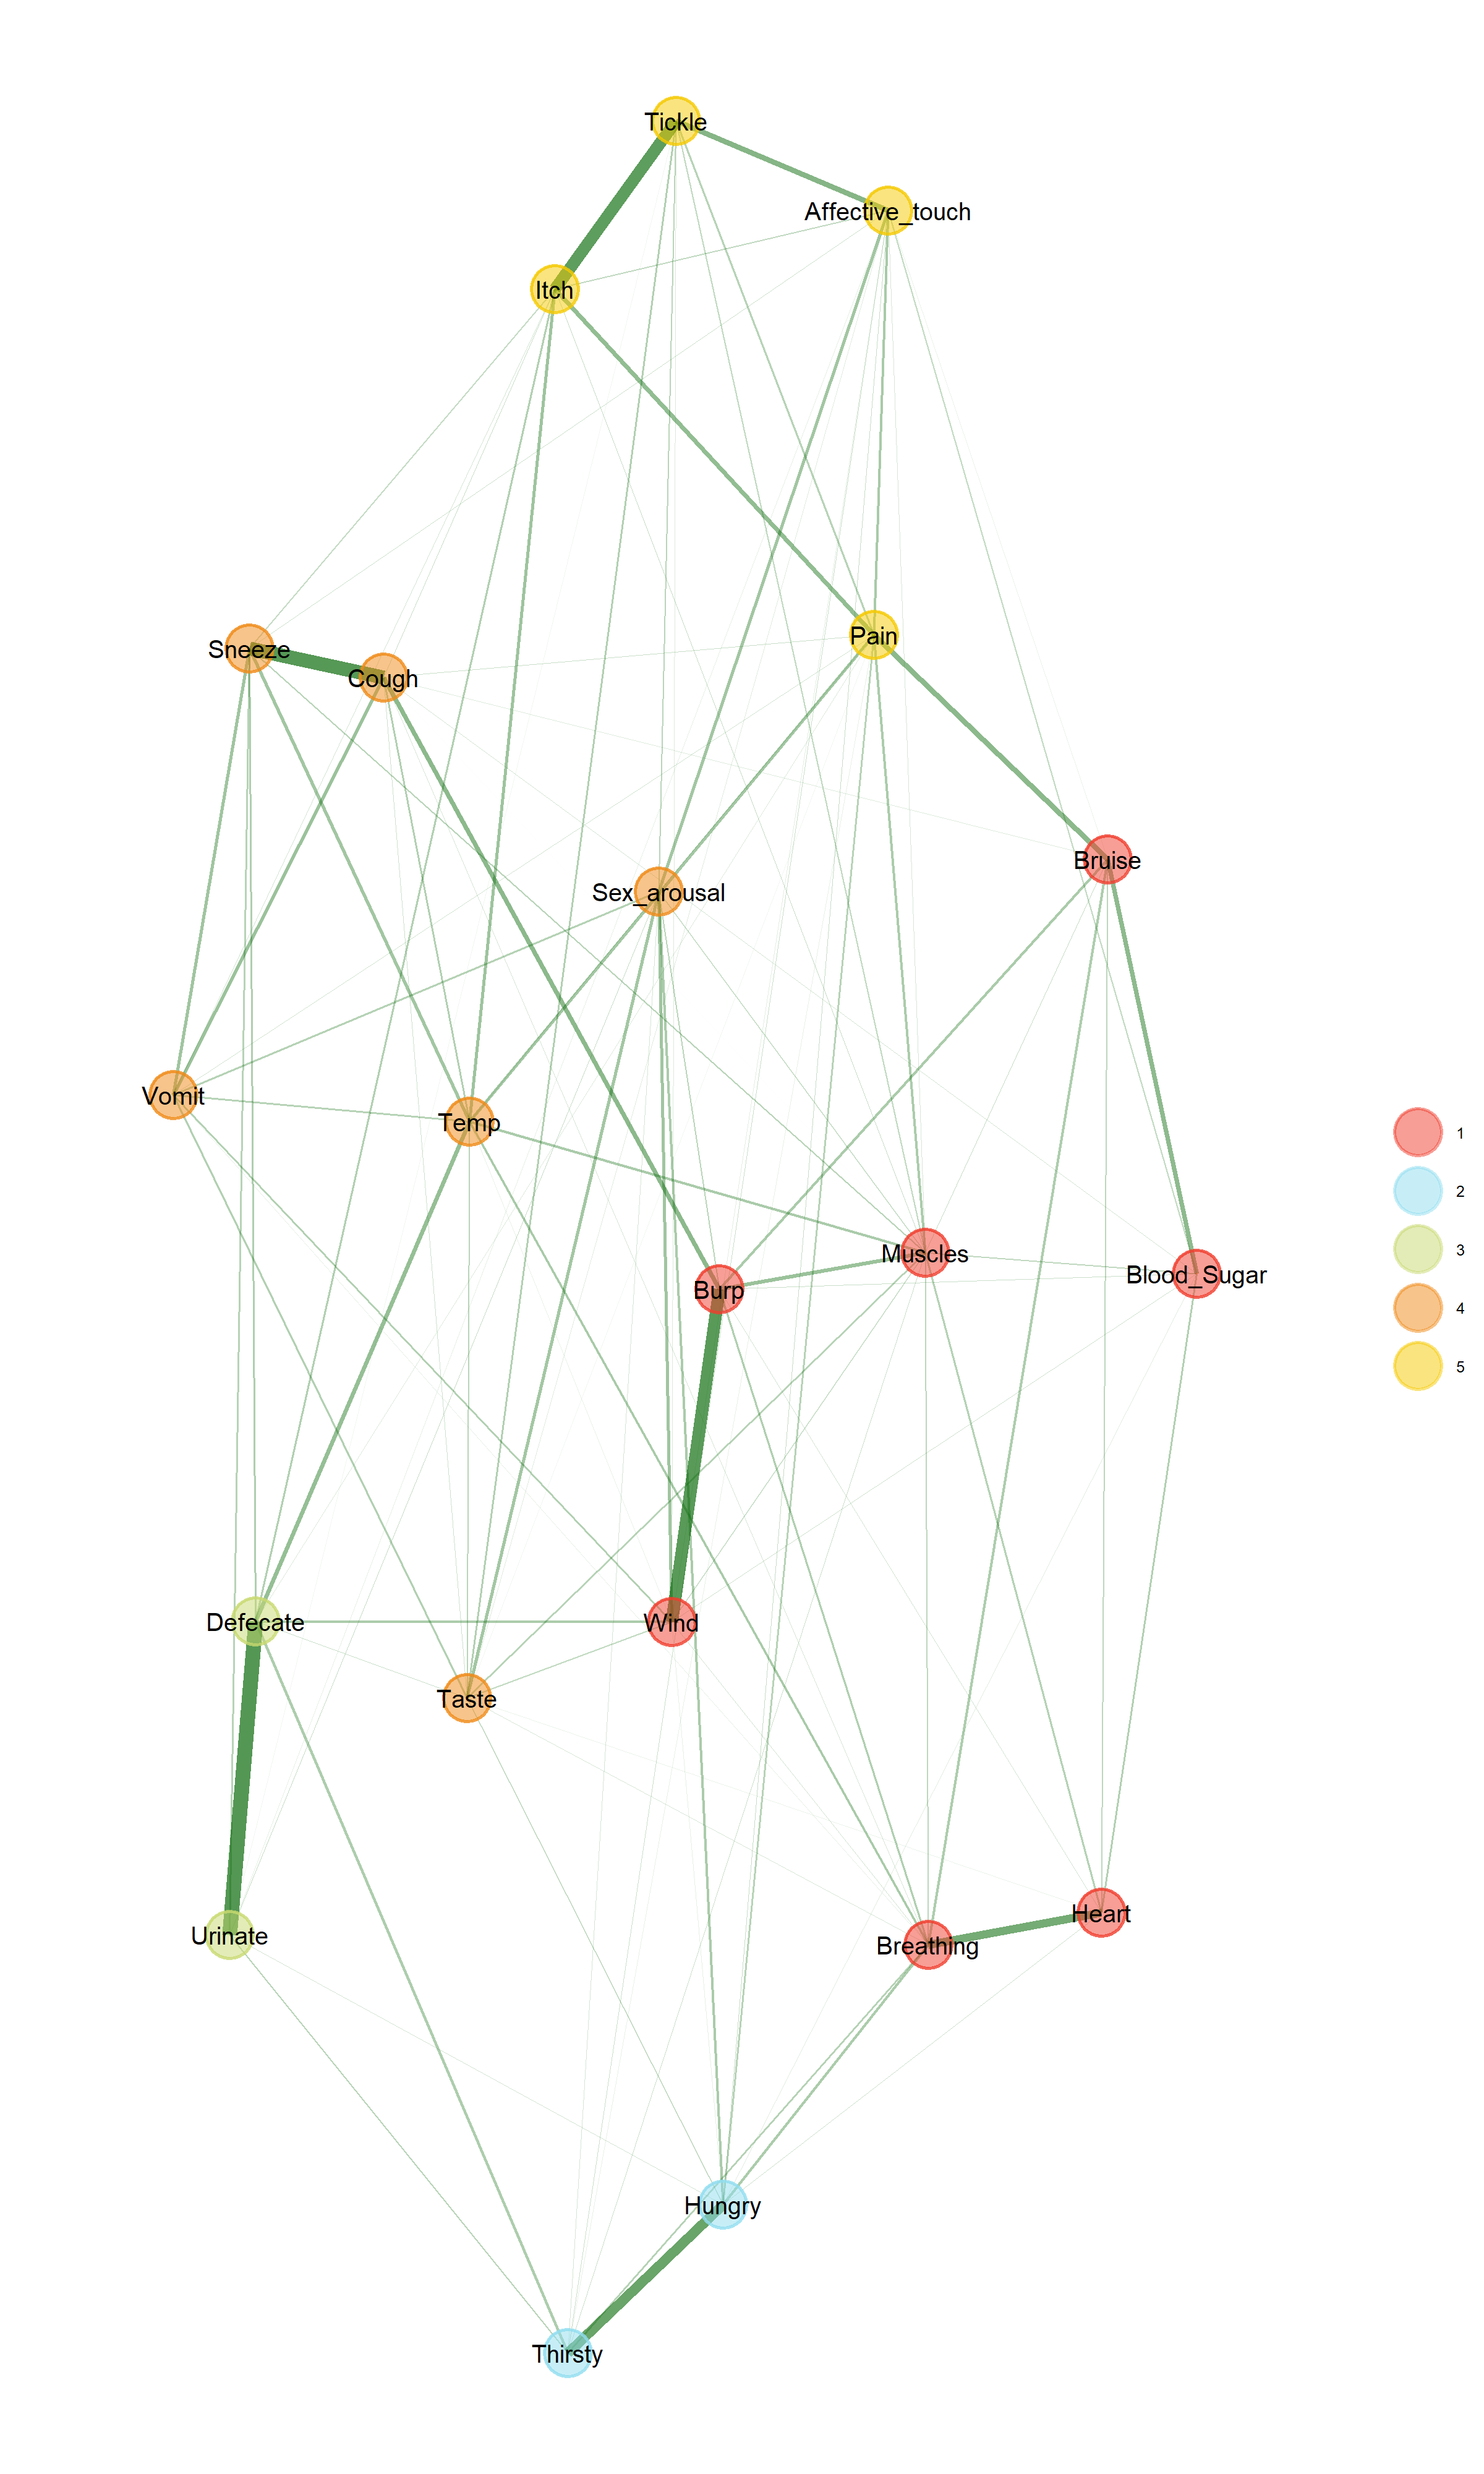 Tickle
Affective_touch
Itch
Pain
Sneeze
Cough
Bruise
Sex_arousal
Vomit
Temp
Muscles
Blood_Sugar
Burp
Defecate
Wind
Taste
Heart
Urinate
Breathing
Hungry
Thirsty
1
2
3
4
5